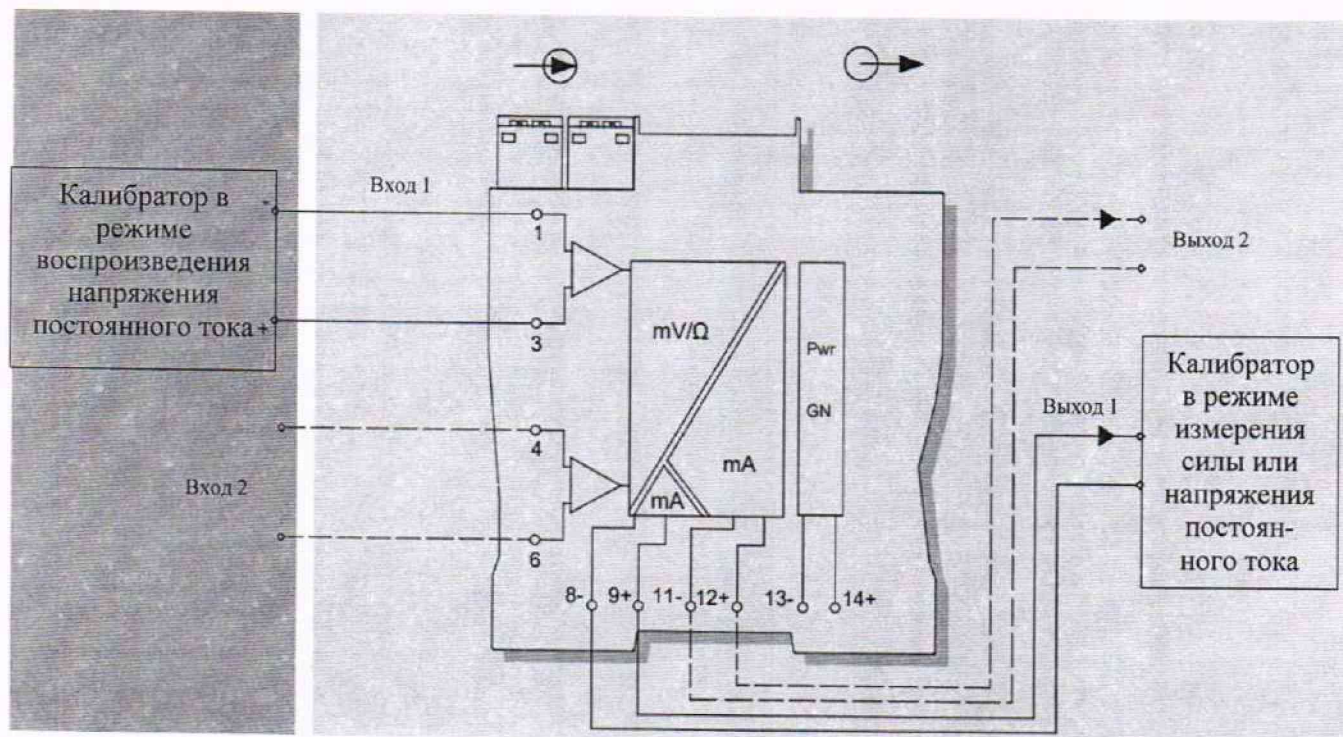 Калибратор в
режиме
воспроизведения
напряжения
постоянного тока
-
+
Вход 1
1
3
Вход 2
4
6
mV/Ω
mA
mA
Pwr
GN
8-
9+
11-
12+
13-
14+
Выход 2
Выход 1
Калибратор
в режиме
измерения
силы или
напряжения
постоян-
ного тока